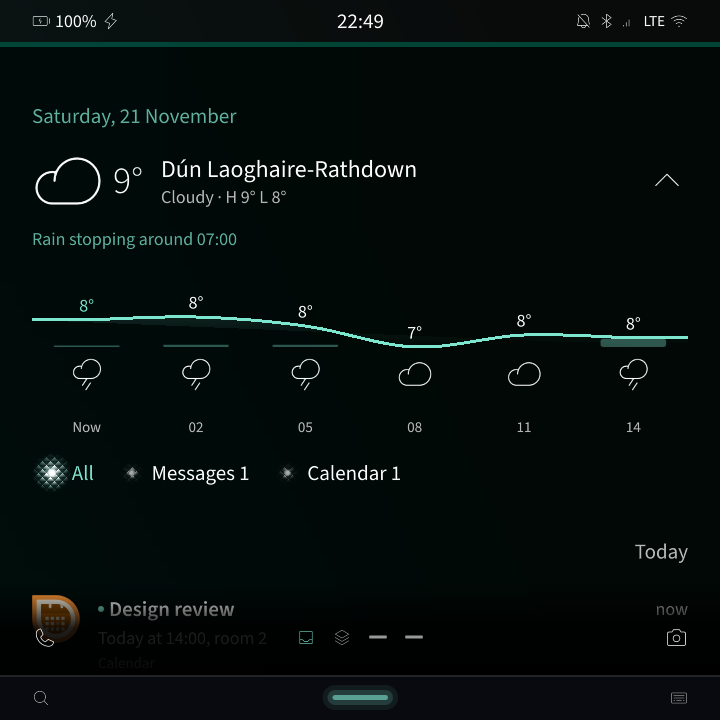 100% 22:49 LTE
Saturday, 21 November
9° Dún Laoghaire-Rathdown
Cloudy · H 9° L 8°
Rain stopping around 07:00
8° 8° 8° 7° 8° 8°
Now 02 05 08 11 14
All Messages 1 Calendar 1
Today
• Design review now
Today at 14:00, room 2
Calendar